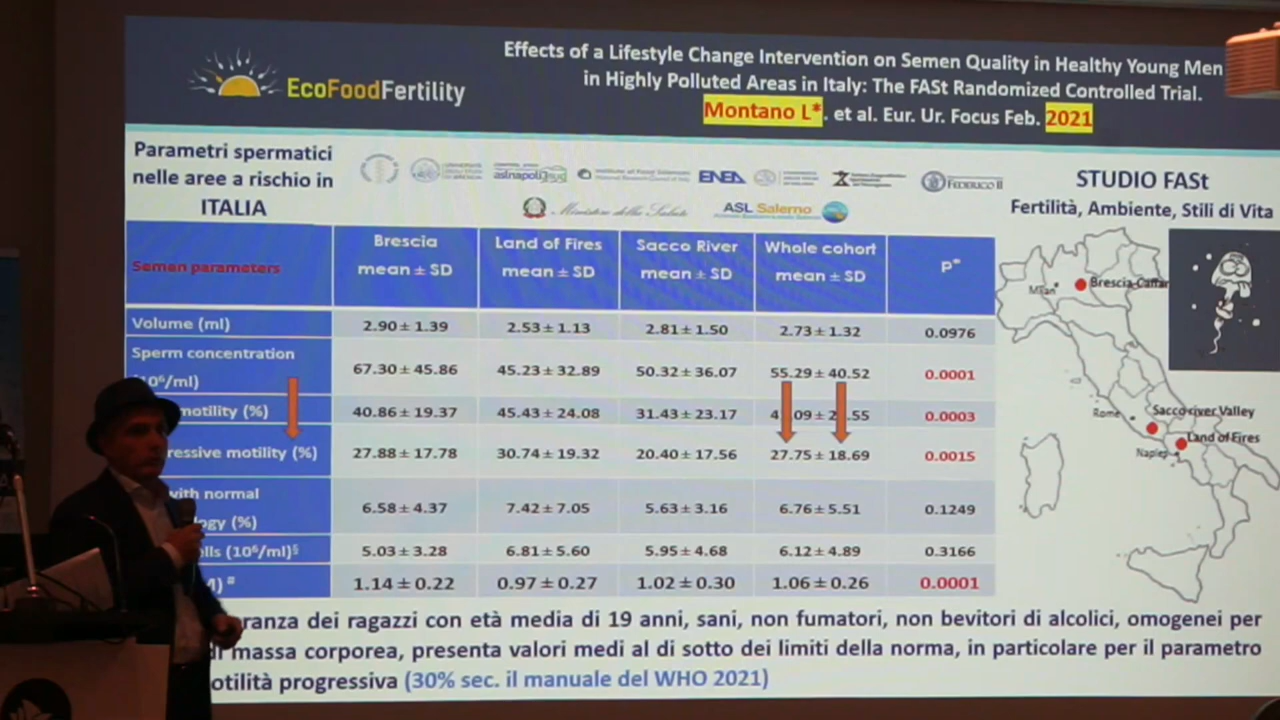 Effects of a Lifestyle Change Intervention on Semen Quality in Healthy Young Men
in Highly Polluted Areas in Italy: The FASt Randomized Controlled Trial.
Montano L*. et al. Eur. Ur. Focus Feb. 2021
EcoFoodFertility
Parametri spermatici
nelle aree a rischio in
ITALIA
ENEA
FEDERICO II
Ministero della Salute
ASL Salerno
STUDIO FASt
Fertilità, Ambiente, Stili di Vita
Semen parameters
Brescia mean ± SD
Land of Fires mean ± SD
Sacco River mean ± SD
Whole cohort mean ± SD
P*
Volume (ml) 2.90 ± 1.39 2.53 ± 1.13 2.81 ± 1.50 2.73 ± 1.32 0.0976
Sperm concentration
10⁶/ml) 67.30 ± 45.86 45.23 ± 32.89 50.32 ± 36.07 55.29 ± 40.52 0.0001
motility (%) 40.86 ± 19.37 45.43 ± 24.08 31.43 ± 23.17 4 .09 ± 2 .55 0.0003
ressive motility (%) 27.88 ± 17.78 30.74 ± 19.32 20.40 ± 17.56 27.75 ± 18.69 0.0015
with normal
ogy (%) 6.58 ± 4.37 7.42 ± 7.05 5.63 ± 3.16 6.76 ± 5.51 0.1249
lls (10⁶/ml)§ 5.03 ± 3.28 6.81 ± 5.60 5.95 ± 4.68 6.12 ± 4.89 0.3166
) # 1.14 ± 0.22 0.97 ± 0.27 1.02 ± 0.30 1.06 ± 0.26 0.0001
Milan
Brescia-Caffaro
Rome
Sacco river Valley
Land of Fires
Naples
ranza dei ragazzi con età media di 19 anni, sani, non fumatori, non bevitori di alcolici, omogenei per
di massa corporea, presenta valori medi al di sotto dei limiti della norma, in particolare per il parametro
otilità progressiva (30% sec. il manuale del WHO 2021)